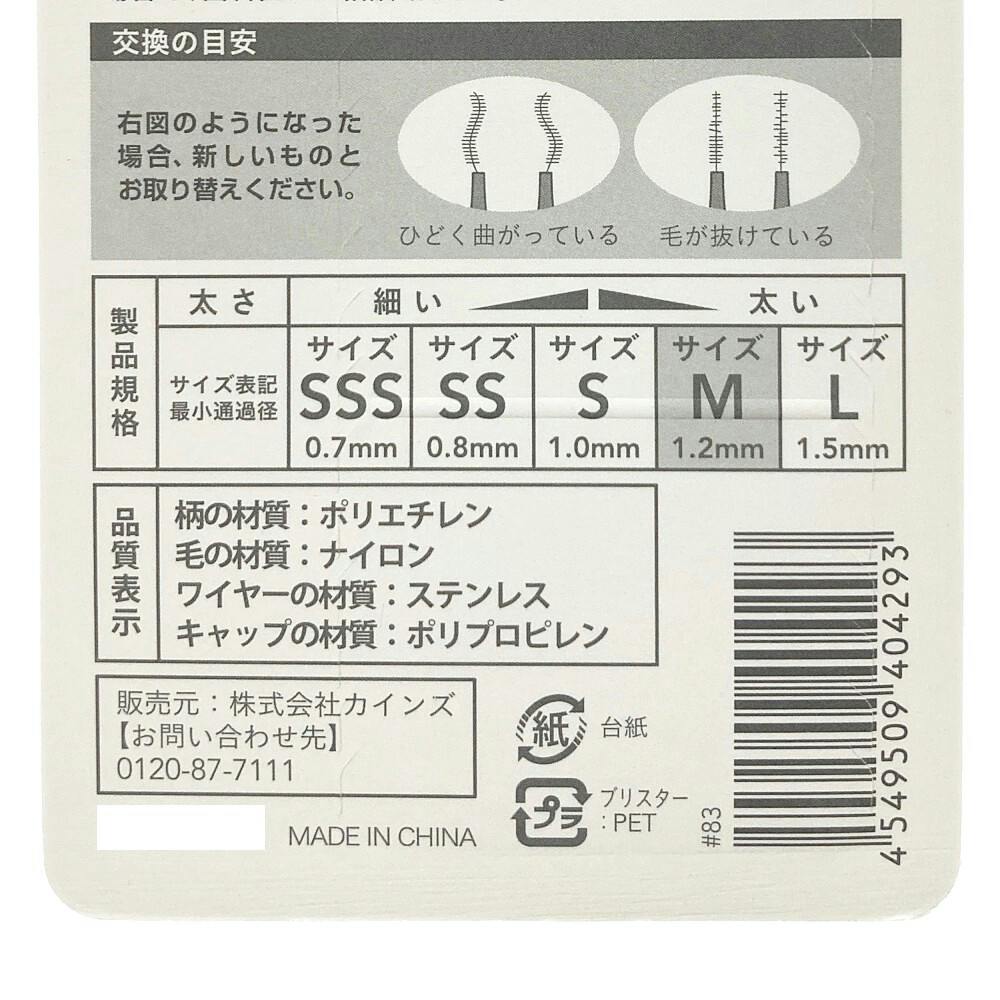 交換の目安
右図のようになった
場合、新しいものと
お取り替えください。
ひどく曲がっている
毛が抜けている
製品規格
太さ
細い
太い
サイズ表記
最小通過径
サイズ
SSS
0.7mm
サイズ
SS
0.8mm
サイズ
S
1.0mm
サイズ
M
1.2mm
サイズ
L
1.5mm
品質表示
柄の材質：ポリエチレン
毛の材質：ナイロン
ワイヤーの材質：ステンレス
キャップの材質：ポリプロピレン
販売元：株式会社カインズ
【お問い合わせ先】
0120-87-7111
MADE IN CHINA
紙
台紙
プラ
ブリスター
：PET
#83
4549509404293